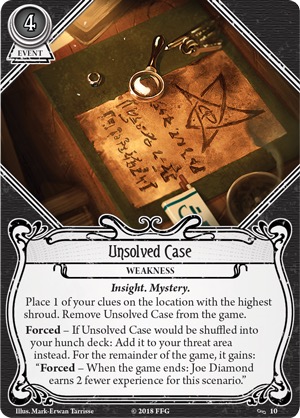 4
EVENT
Unsolved Case
WEAKNESS
Insight. Mystery.
Place 1 of your clues on the location with the highest
shroud. Remove Unsolved Case from the game.
Forced – If Unsolved Case would be shuffled into
your hunch deck: Add it to your threat area
instead. For the remainder of the game, it gains:
“Forced – When the game ends: Joe Diamond
earns 2 fewer experience for this scenario.”
Illus. Mark-Erwan Tarrisse
© 2018 FFG
10